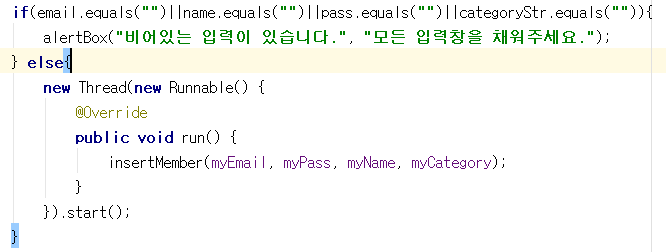 if(email.equals("")||name.equals("")||pass.equals("")||categoryStr.equals("")){
alertBox("비어있는 입력이 있습니다.", "모든 입력창을 채워주세요.");
} else{
new Thread(new Runnable() {
@Override
public void run() {
insertMember(myEmail, myPass, myName, myCategory);
}
}).start();
}